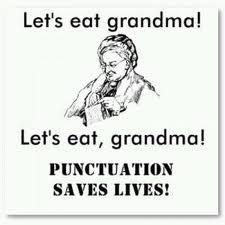 Let's eat grandma!
Let's eat, grandma!
PUNCTUATION
SAVES LIVES!